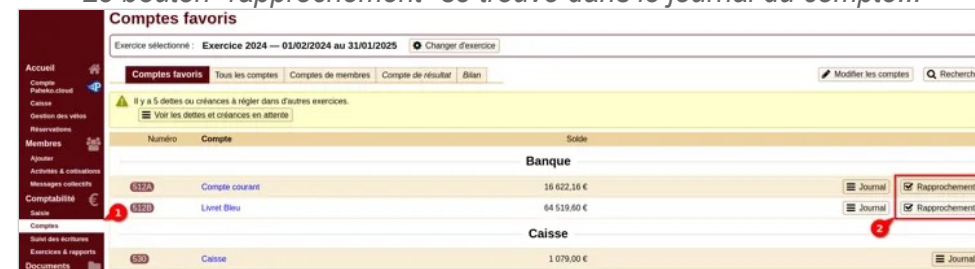 Le bouton "rapprochement" se trouve dans le journal du compte...
Comptes favoris
Exercice sélectionné : Exercice 2024 — 01/02/2024 au 31/01/2025 Changer d'exercice
Accueil
Compte Paheko.cloud
Caisse
Gestion des vélos
Réservations
Membres
Ajouter
Activités & cotisations
Messages collectifs
Comptabilité
Saisie
Comptes
Suivi des écritures
Exercices & rapports
Documents
Comptes favoris Tous les comptes Comptes de membres Compte de résultat Bilan Modifier les comptes Recherch
Il y a 5 dettes ou créances à régler dans d'autres exercices.
Voir les dettes et créances en attente
Numéro Compte Solde
Banque
512A Compte courant 16 622,16 € Journal Rapprochement
512B Livret Bleu 64 519,60 € Journal Rapprochement
1
2
Caisse
530 Caisse 1 079,00 € Journal